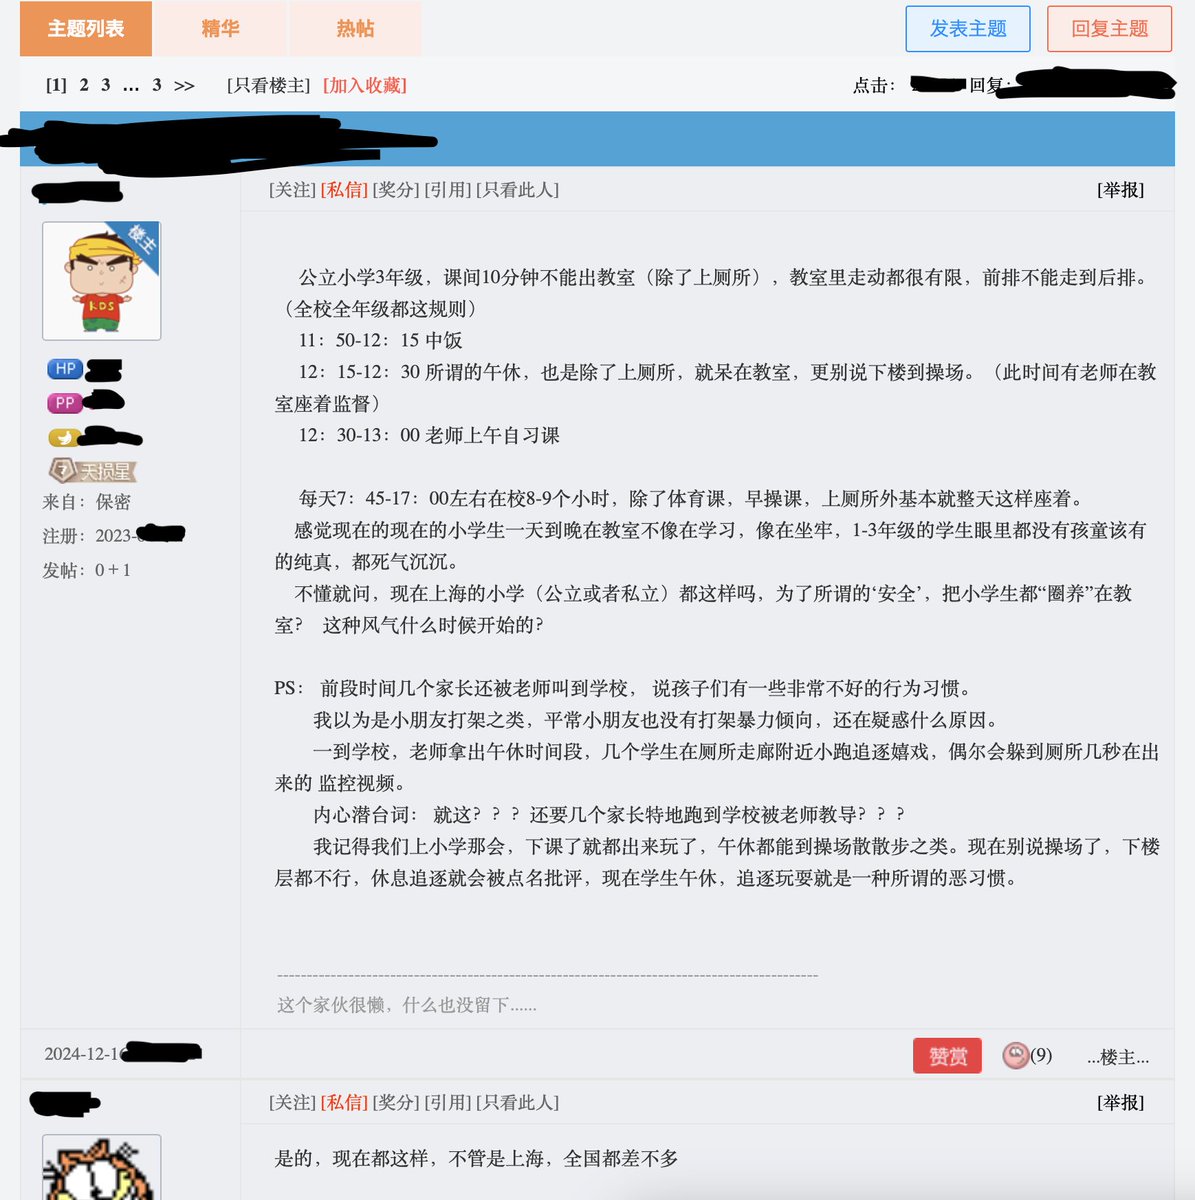 主题列表 精华 热帖 发表主题 回复主题
[1] 2 3 ... 3 >> [只看楼主] [加入收藏] 点击： 回复:
[关注] [私信] [奖分] [引用] [只看此人] [举报]
楼主
KDS
公立小学3年级，课间10分钟不能出教室（除了上厕所），教室里走动都很有限，前排不能走到后排。
（全校全年级都这规则）
11：50-12：15 中饭
12：15-12：30 所谓的午休，也是除了上厕所，就呆在教室，更别说下楼到操场。（此时间有老师在教
室座着监督）
12：30-13：00 老师上午自习课
每天7：45-17：00左右在校8-9个小时，除了体育课，早操课，上厕所外基本就整天这样座着。
感觉现在的现在的小学生一天到晚在教室不像在学习，像在坐牢，1-3年级的学生眼里都没有孩童该有
的纯真，都死气沉沉。
不懂就问，现在上海的小学（公立或者私立）都这样吗，为了所谓的‘安全’，把小学生都“圈养”在教
室？ 这种风气什么时候开始的?
PS： 前段时间几个家长还被老师叫到学校， 说孩子们有一些非常不好的行为习惯。
我以为是小朋友打架之类，平常小朋友也没有打架暴力倾向，还在疑惑什么原因。
一到学校，老师拿出午休时间段，几个学生在厕所走廊附近小跑追逐嬉戏，偶尔会躲到厕所几秒在出
来的 监控视频。
内心潜台词： 就这？？？还要几个家长特地跑到学校被老师教导？？？
我记得我们上小学那会，下课了就都出来玩了，午休都能到操场散散步之类。现在别说操场了，下楼
层都不行，休息追逐就会被点名批评，现在学生午休，追逐玩耍就是一种所谓的恶习惯。
HP
PP
7 天损星
来自：保密
注册：2023-
发帖：0 + 1
这个家伙很懒，什么也没留下......
2024-12-1 赞赏 (9) ...楼主...
[关注] [私信] [奖分] [引用] [只看此人] [举报]
是的，现在都这样，不管是上海，全国都差不多